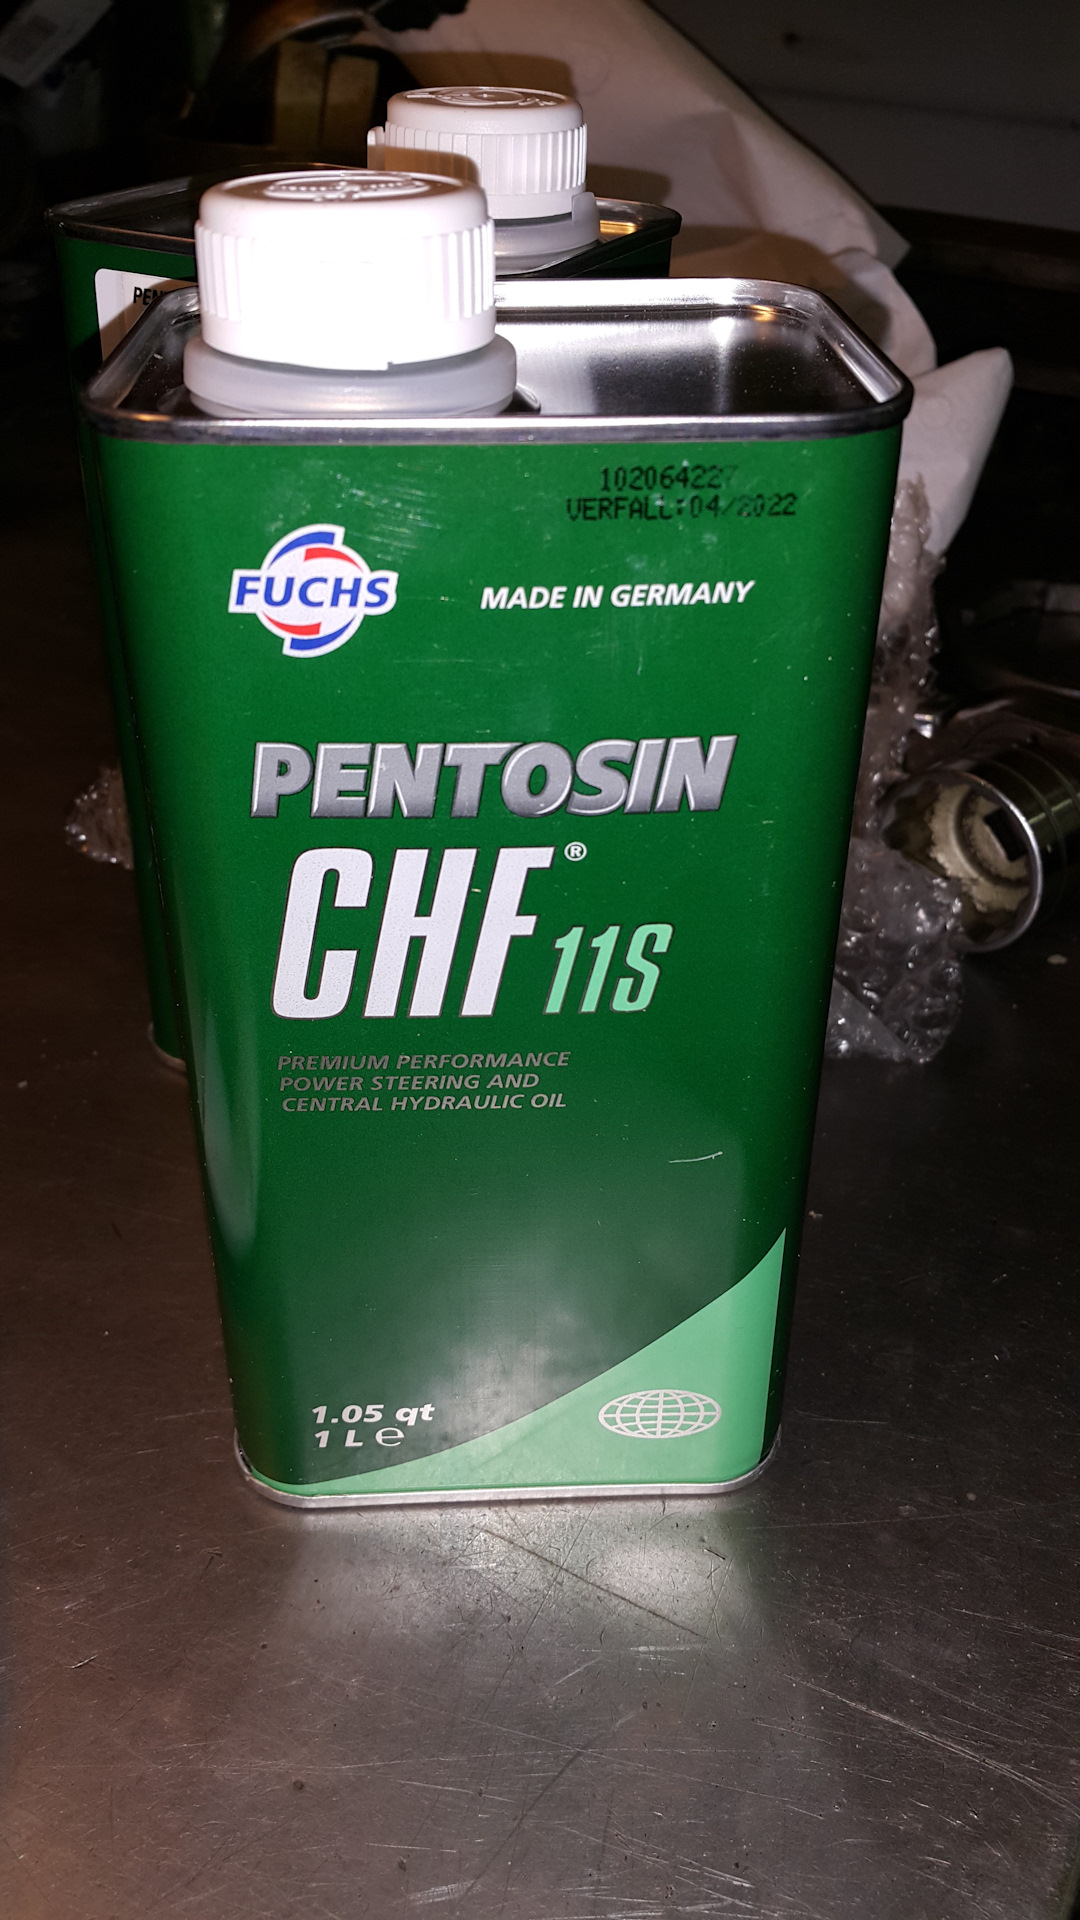 102064227
VERFALL:04/2022
FUCHS
MADE IN GERMANY
PENTOSIN
CHF® 11S
PREMIUM PERFORMANCE
POWER STEERING AND
CENTRAL HYDRAULIC OIL
1.05 qt
1 L ℮